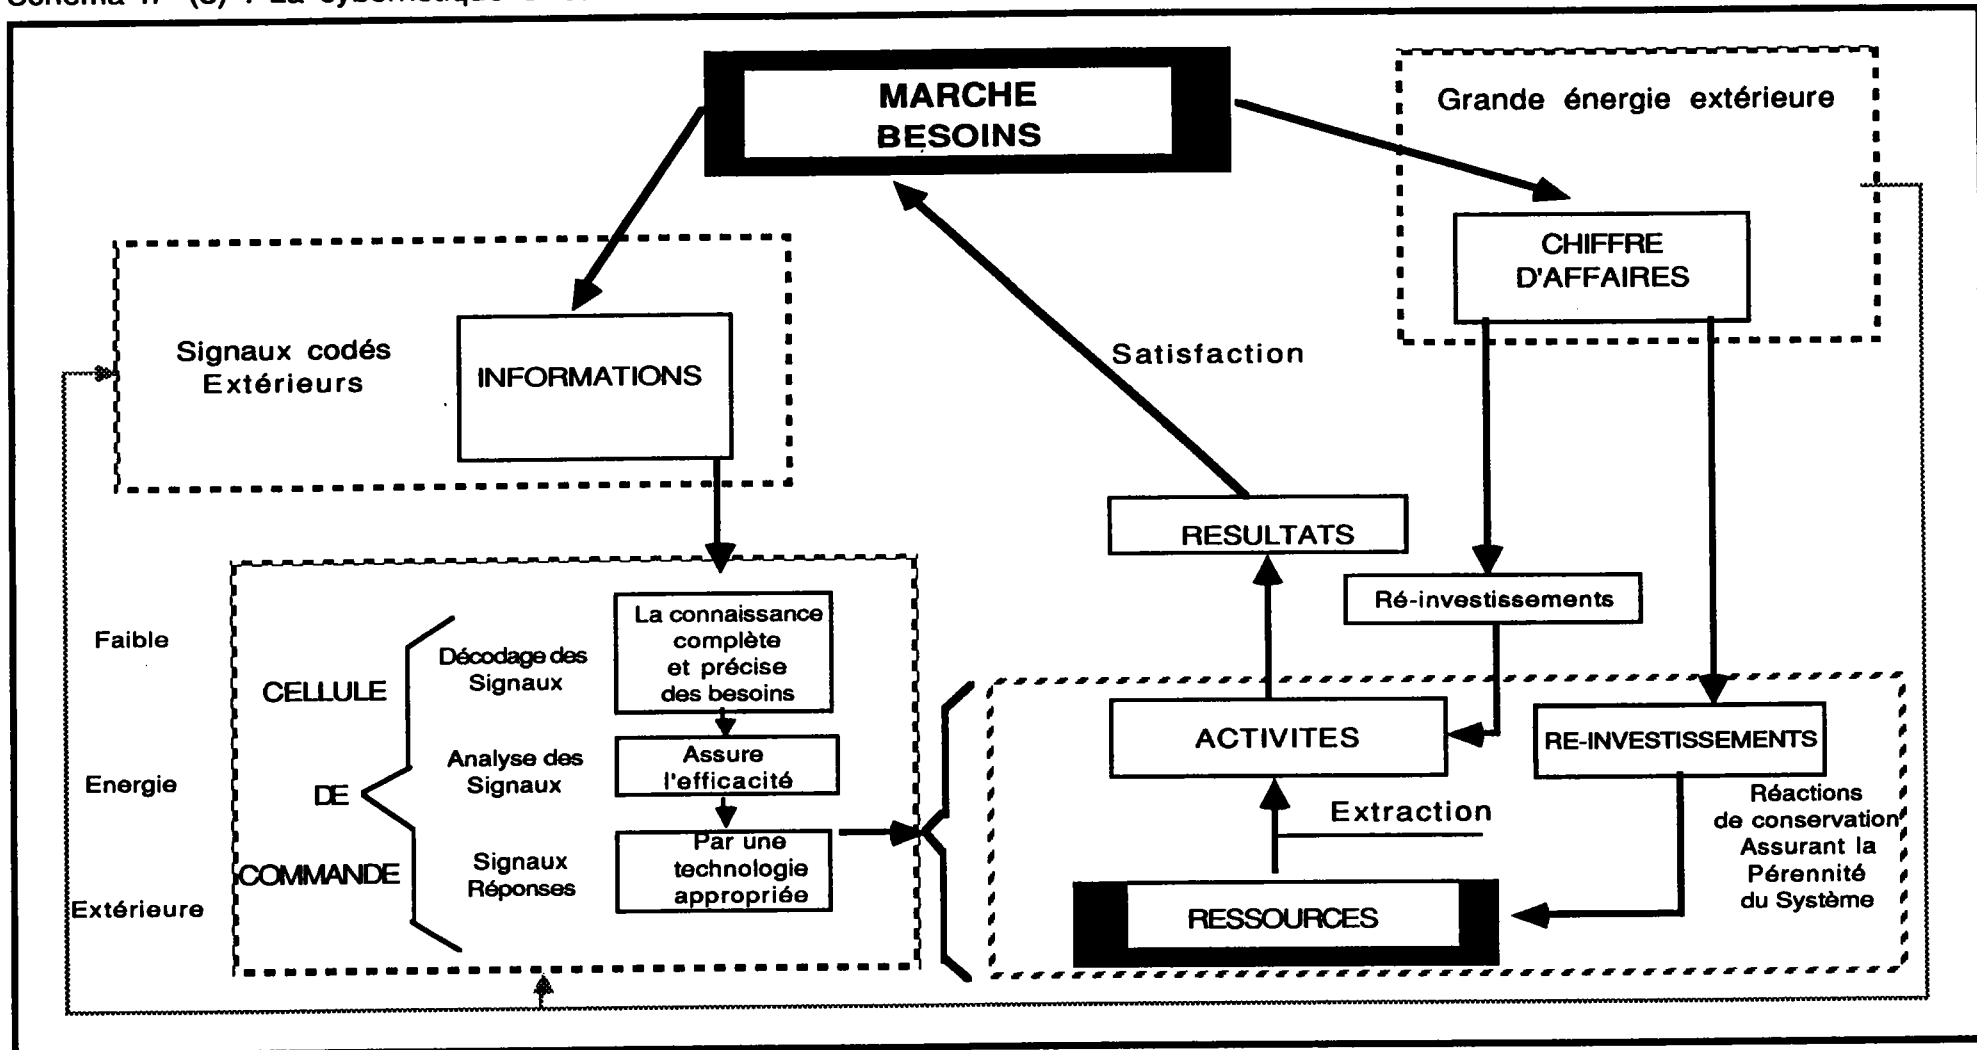 MARCHE
BESOINS
Grande énergie extérieure
CHIFFRE
D'AFFAIRES
Signaux codés
Extérieurs
INFORMATIONS
Satisfaction
RESULTATS
Ré-investissements
Faible
Energie
Extérieure
CELLULE
DE
COMMANDE
Décodage des
Signaux
La connaissance
complète
et précise
des besoins
Analyse des
Signaux
Assure
l'efficacité
Signaux
Réponses
Par une
technologie
appropriée
ACTIVITES
RE-INVESTISSEMENTS
Extraction
Réactions
de conservation
Assurant la
Pérennité
du Système
RESSOURCES